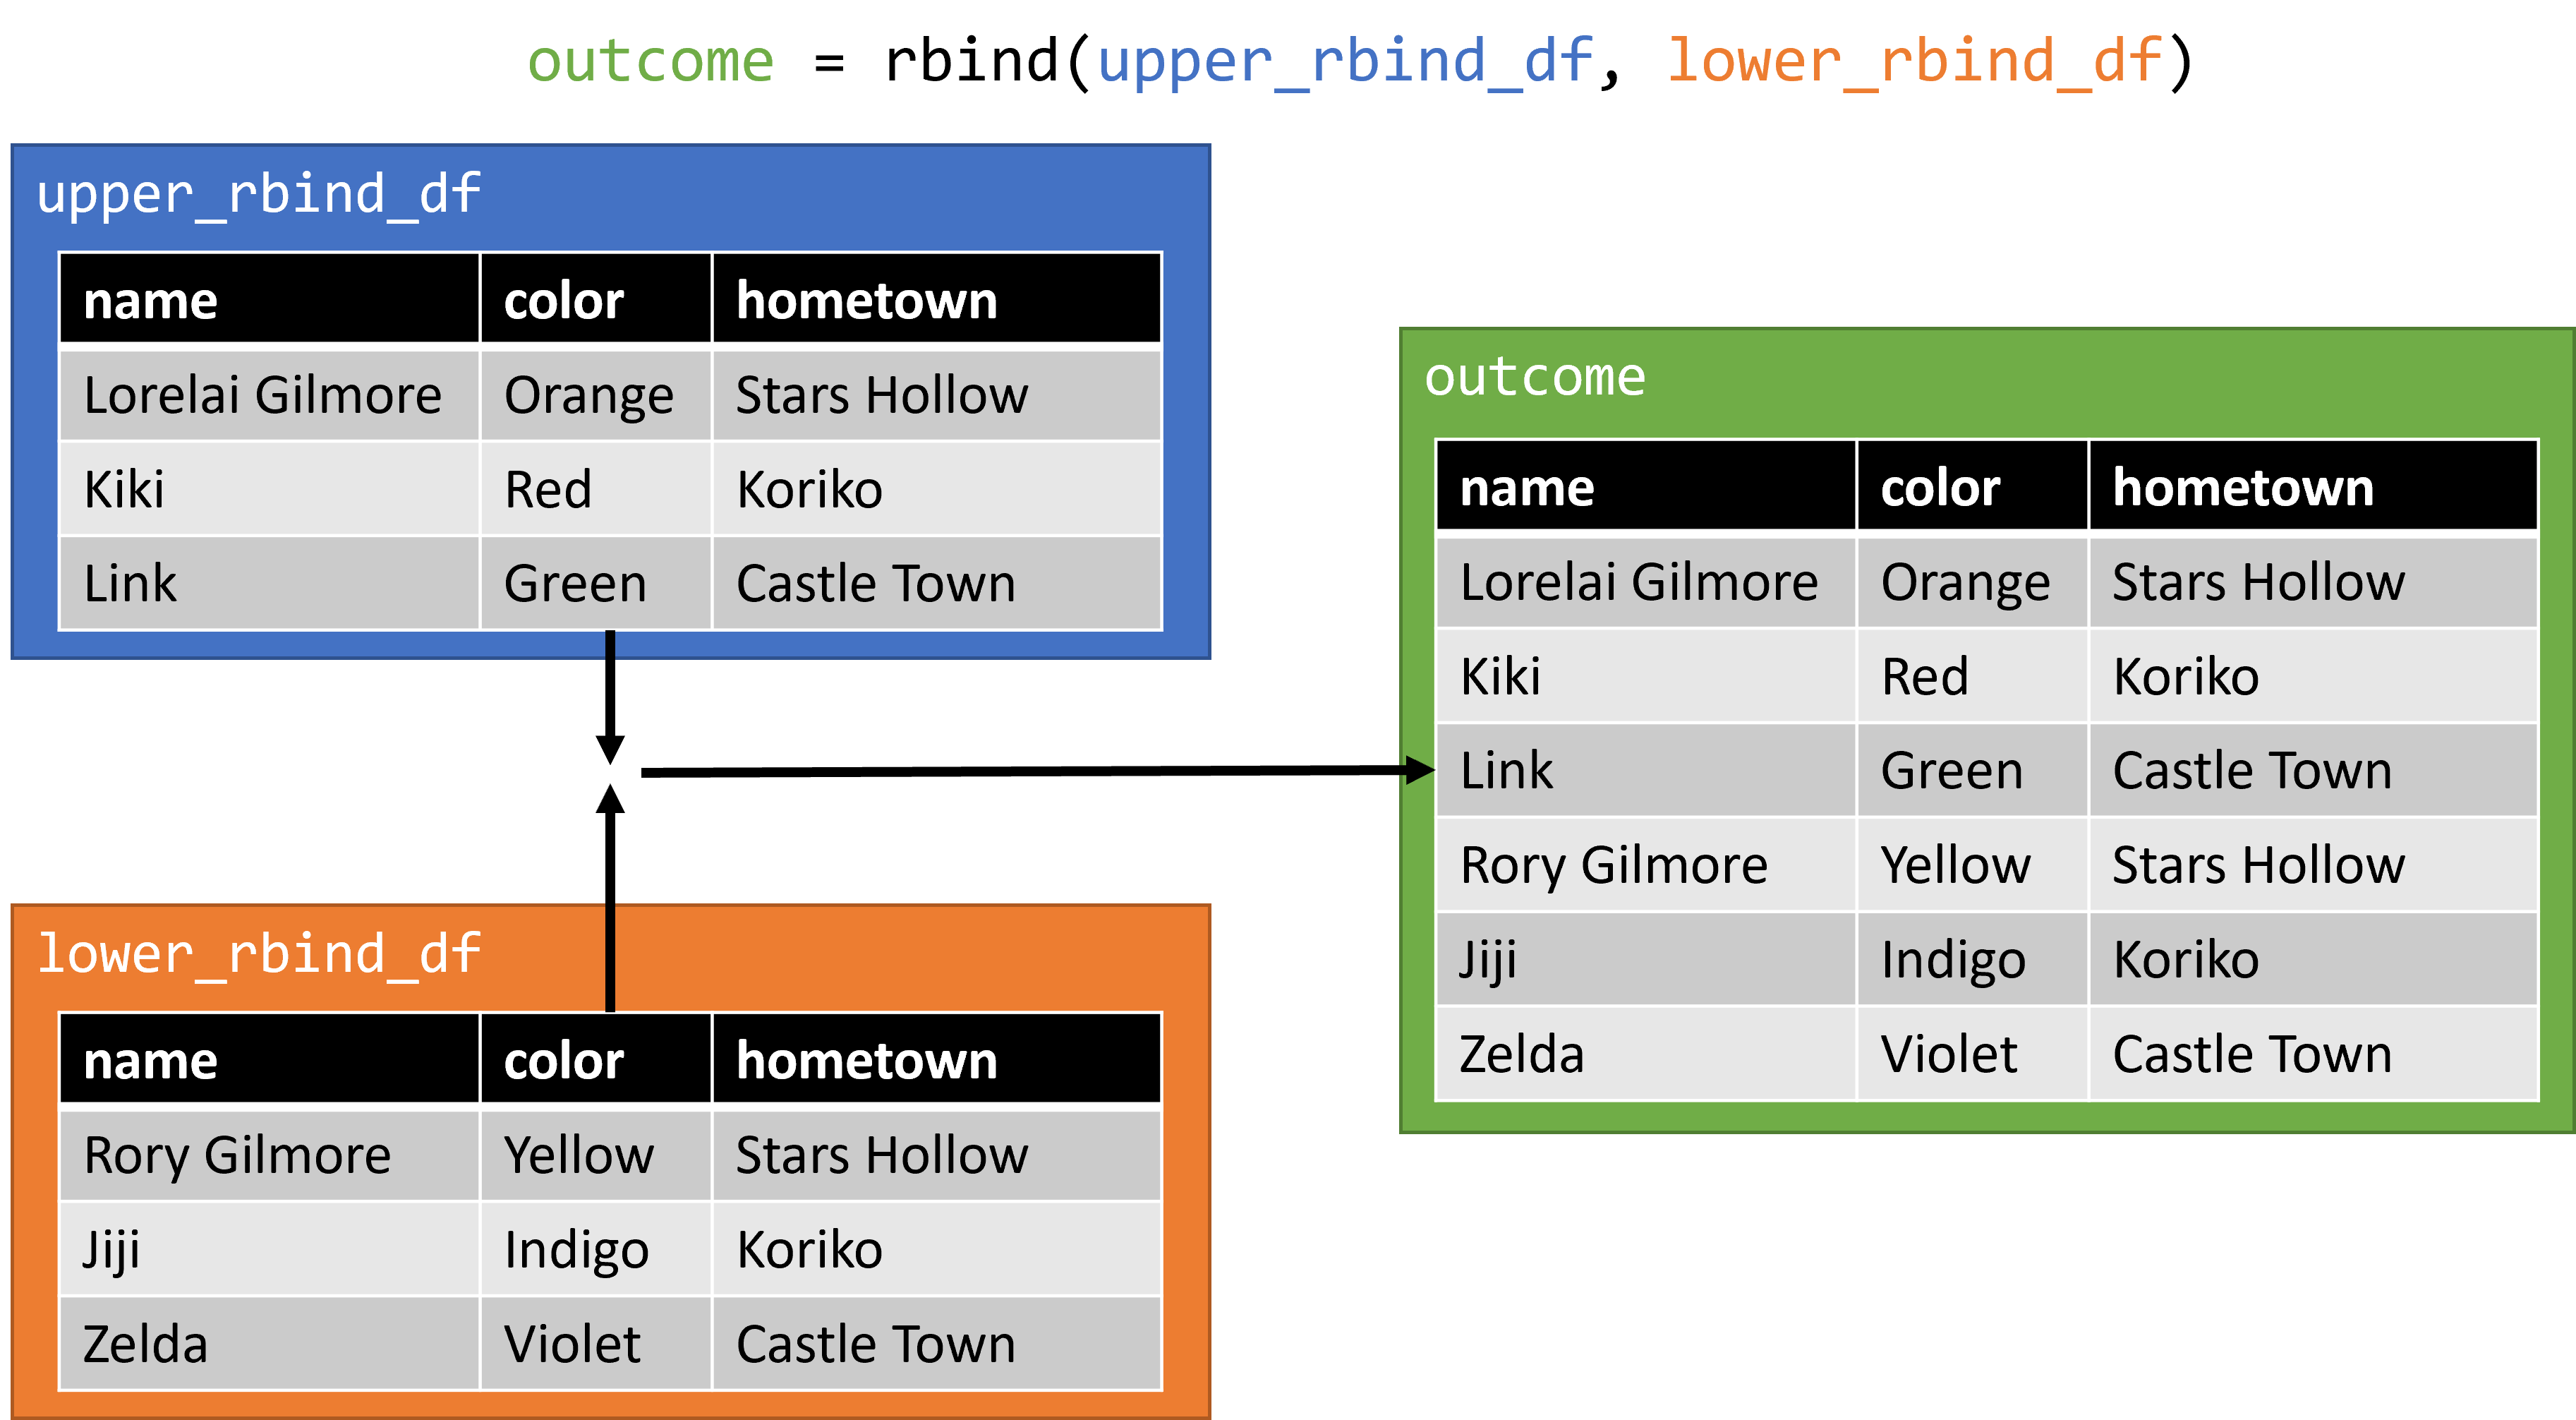 outcome = rbind(upper_rbind_df, lower_rbind_df)
upper_rbind_df
name color hometown
Lorelai Gilmore Orange Stars Hollow
Kiki Red Koriko
Link Green Castle Town
lower_rbind_df
name color hometown
Rory Gilmore Yellow Stars Hollow
Jiji Indigo Koriko
Zelda Violet Castle Town
outcome
name color hometown
Lorelai Gilmore Orange Stars Hollow
Kiki Red Koriko
Link Green Castle Town
Rory Gilmore Yellow Stars Hollow
Jiji Indigo Koriko
Zelda Violet Castle Town